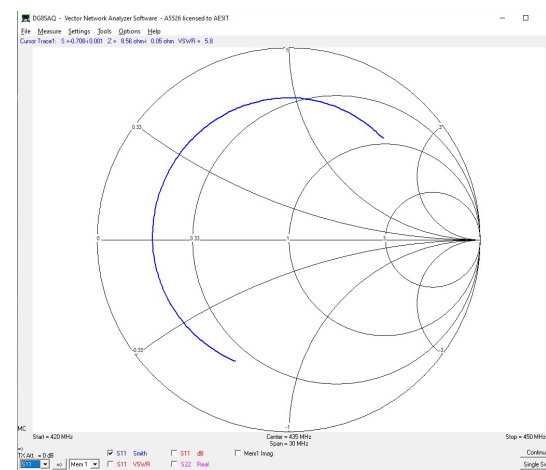 DG8SAQ - Vector Network Analyzer Software - A5526 licensed to AE5IT
File Measure Settings Tools Options Help
Cursor Trace1: S =-0.708-i 0.001 Z = 8.56 ohm-i 0.05 ohm VSWR = 5.8
1
0.33
3
0
0.33
1
3
-0.33
-3
-1
MC
Start = 420 MHz
Center = 435 MHz
Stop = 450 MHz
Span = 30 MHz
=>
TX Att. = 0 dB
S11 Smith
S11 dB
Mem1 Imag
Continu
S11
=>
Mem 1
S11 VSWR
S22 Real
Single Sw